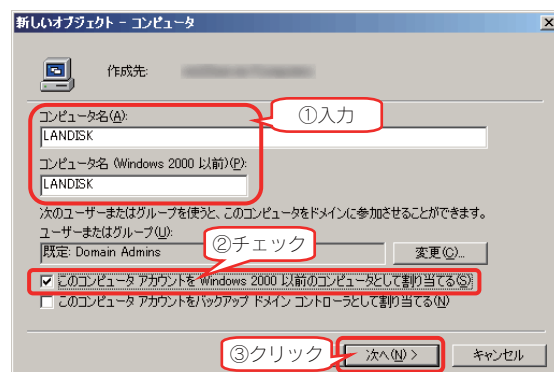 新しいオブジェクト - コンピュータ
作成先:
コンピュータ名(A):
①入力
LANDISK
コンピュータ名 (Windows 2000 以前)(P):
LANDISK
次のユーザーまたはグループを使うと、このコンピュータをドメインに参加させることができます。
ユーザーまたはグループ(U):
②チェック
既定: Domain Admins
変更(C)...
このコンピュータ アカウントを Windows 2000 以前のコンピュータとして割り当てる(S)
このコンピュータ アカウントをバックアップ ドメイン コントローラとして割り当てる(N)
③クリック
次へ(N) >
キャンセル